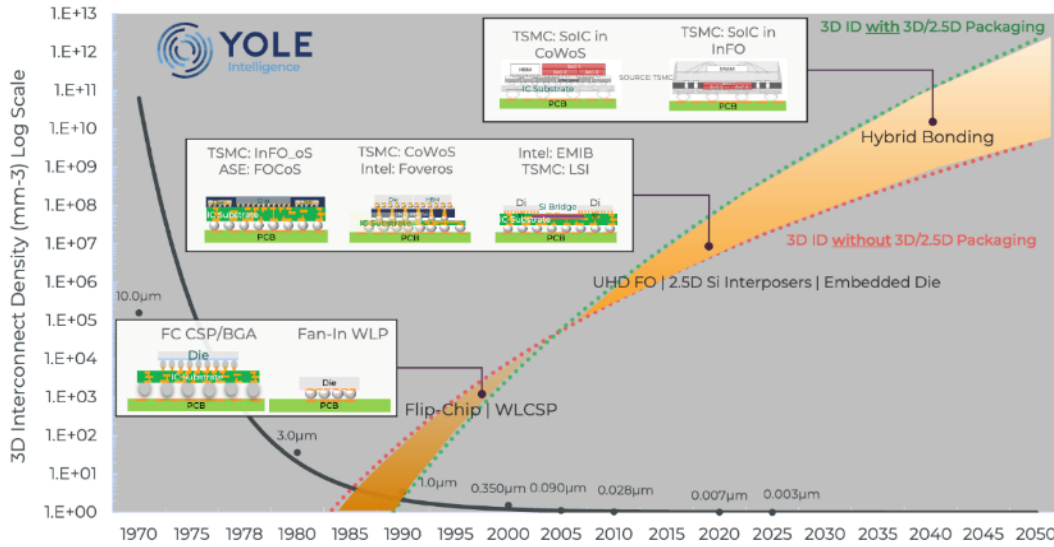 1.E+13
1.E+12
1.E+11
1.E+10
1.E+09
1.E+08
1.E+07
1.E+06
1.E+05
1.E+04
1.E+03
1.E+02
1.E+01
1.E+00
3D Interconnect Density (mm-3) Log Scale
YOLE
Intelligence
TSMC: SoIC in
CoWoS
TSMC: SoIC in
InFO
SOURCE: TSMC
IC Substrate
PCB
PCB
3D ID with 3D/2.5D Packaging
Hybrid Bonding
TSMC: InFO_oS
ASE: FOCoS
TSMC: CoWoS
Intel: Foveros
Intel: EMIB
TSMC: LSI
Di
Si Bridge
Di
IC Substrate
IC Substrate
IC Substrate
PCB
PCB
PCB
3D ID without 3D/2.5D Packaging
UHD FO | 2.5D Si Interposers | Embedded Die
10.0μm
FC CSP/BGA
Fan-In WLP
Die
IC Substrate
PCB
Die
PCB
Flip-Chip | WLCSP
3.0μm
1.0μm
0.350μm
0.090μm
0.028μm
0.007μm
0.003μm
1970 1975 1980 1985 1990 1995 2000 2005 2010 2015 2020 2025 2030 2035 2040 2045 2050